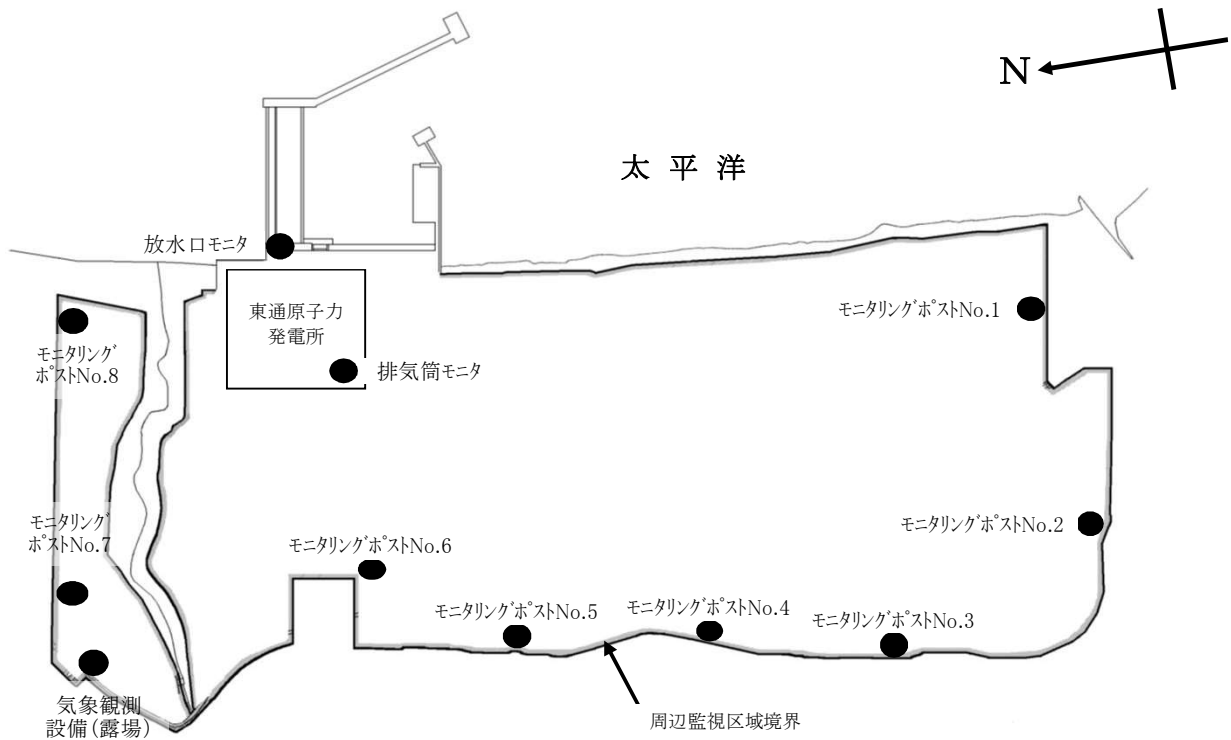 N
太平洋
放水口モニタ
東通原子力
発電所
排気筒モニタ
モニタリングポストNo.1
モニタリング
ポストNo.8
モニタリングポストNo.2
モニタリング
ポストNo.7
モニタリングポストNo.6
モニタリングポストNo.5
モニタリングポストNo.4
モニタリングポストNo.3
気象観測
設備(露場)
周辺監視区域境界